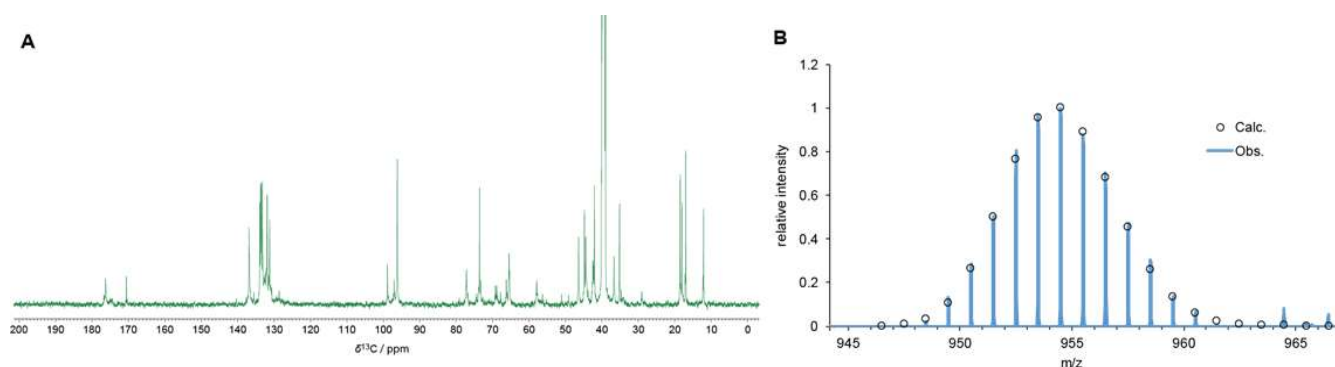 A
200 190 180 170 160 150 140 130 120 110 100 90 80 70 60 50 40 30 20 10 0
δ¹³C / ppm
B
1.2
1
0.8
0.6
0.4
0.2
0
relative intensity
Calc.
Obs.
945 950 955 960 965
m/z